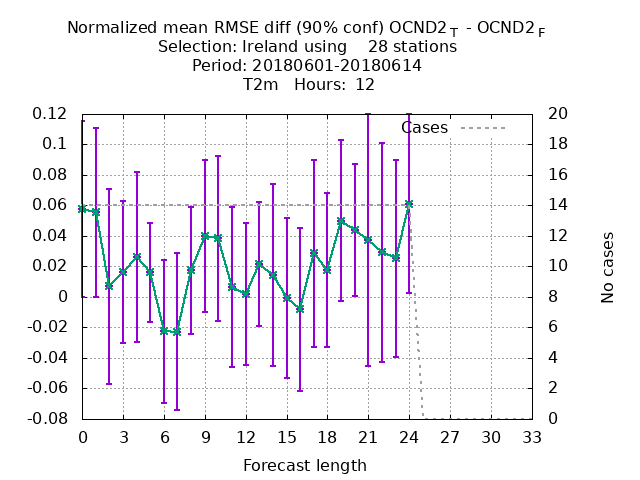 Normalized mean RMSE diff (90% conf) OCND2 T - OCND2 F
Selection: Ireland using 28 stations
Period: 20180601-20180614
T2m Hours: 12
Cases
0.12
0.1
0.08
0.06
0.04
0.02
0
-0.02
-0.04
-0.06
-0.08
20
18
16
14
12
10
8
6
4
2
0
No cases
0 3 6 9 12 15 18 21 24 27 30 33
Forecast length